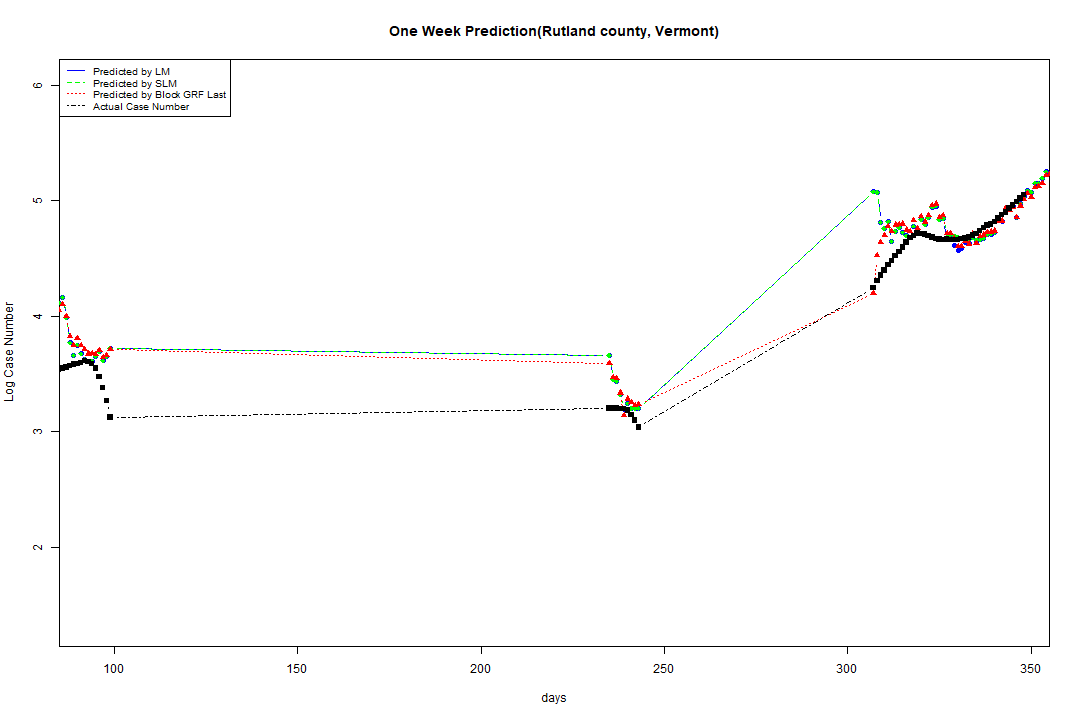 One Week Prediction(Rutland county, Vermont)
Predicted by LM
Predicted by SLM
Predicted by Block GRF Last
Actual Case Number
6
5
4
3
2
Log Case Number
100 150 200 250 300 350
days